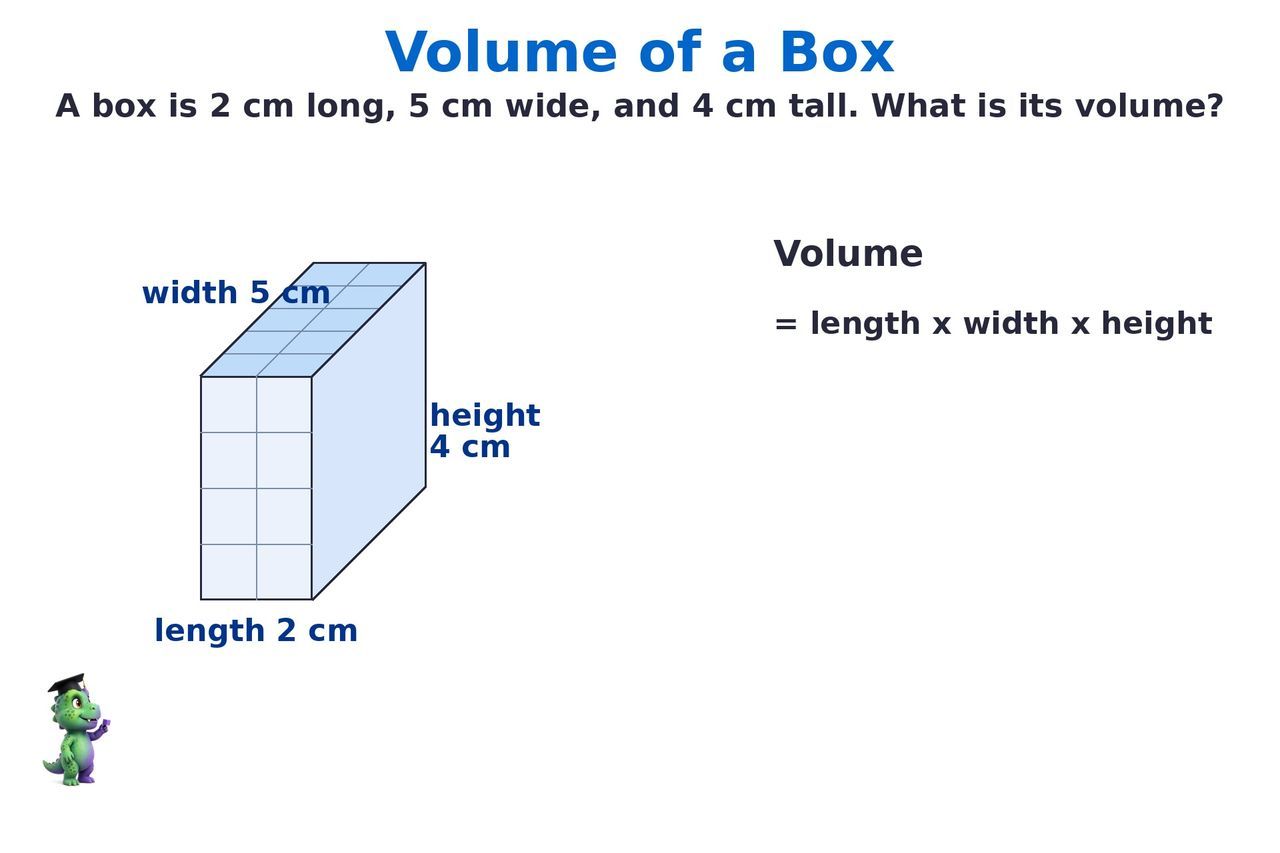 Volume of a Box
A box is 2 cm long, 5 cm wide, and 4 cm tall. What is its volume?
Volume
= length x width x height
width 5 cm
height
4 cm
length 2 cm